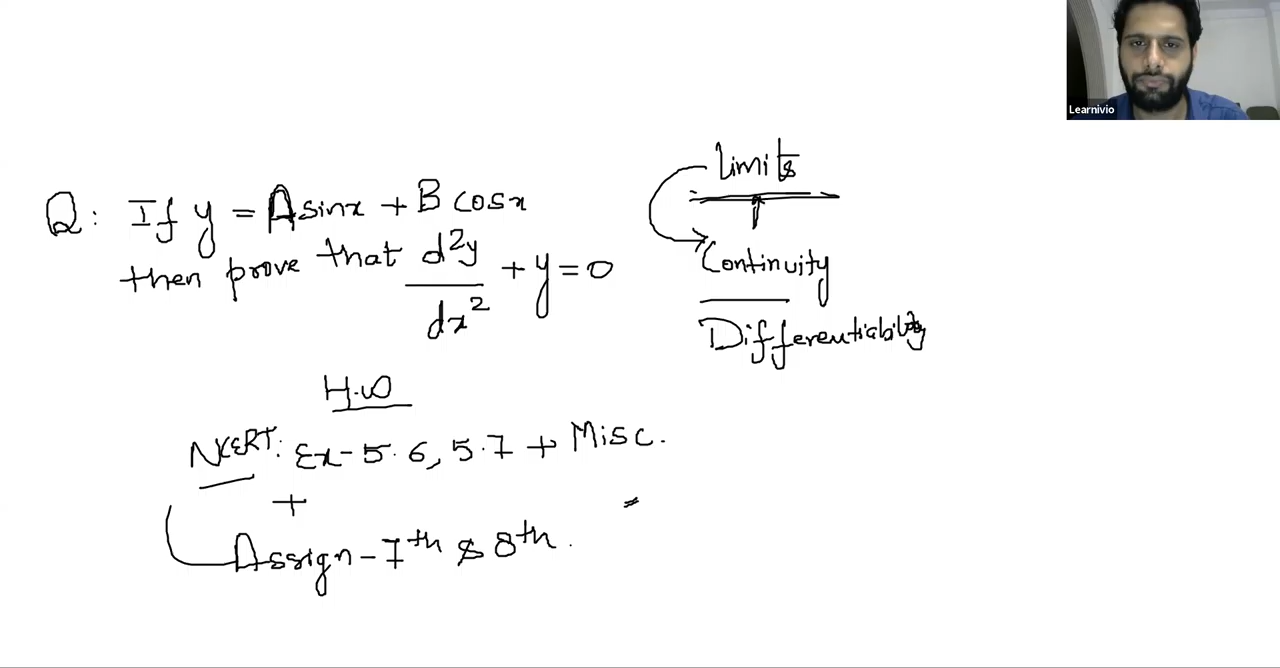 Learnivio
Q: If y = A sinx + B cosx
then prove that d²y/dx² + y = 0
Limits
Continuity
Differentiability
H.W
NCERT: Ex-5.6, 5.7 + Misc.
+
Assign-7th & 8th.